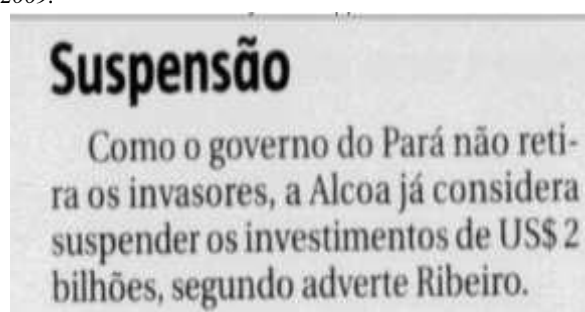 2009.
Suspensão
Como o governo do Pará não reti-
ra os invasores, a Alcoa já considera
suspender os investimentos de US$ 2
bilhões, segundo adverte Ribeiro.